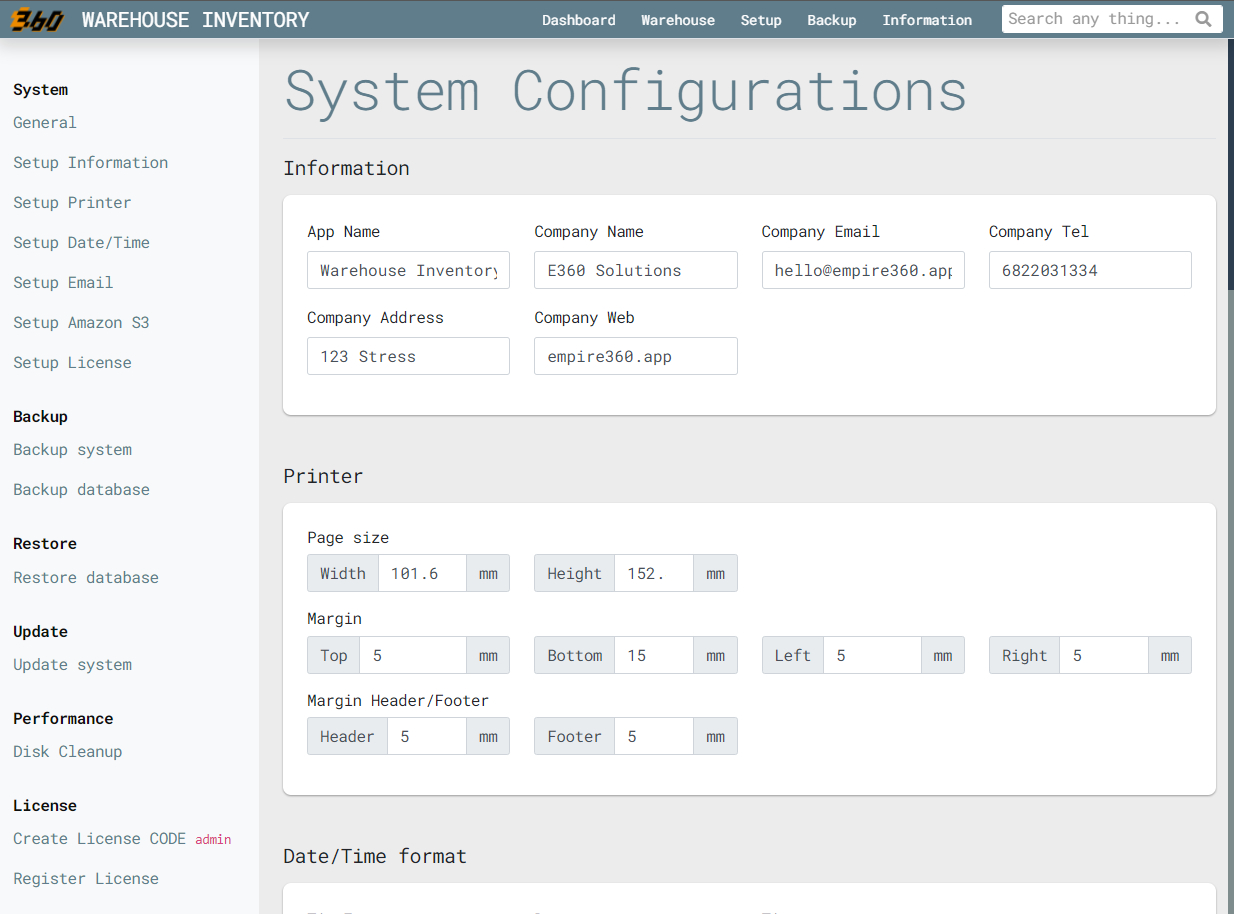 360 WAREHOUSE INVENTORY Dashboard Warehouse Setup Backup Information Search any thing...
System
General
Setup Information
Setup Printer
Setup Date/Time
Setup Email
Setup Amazon S3
Setup License
Backup
Backup system
Backup database
Restore
Restore database
Update
Update system
Performance
Disk Cleanup
License
Create License CODE admin
Register License
System Configurations
Information
App Name Company Name Company Email Company Tel
Warehouse Inventory E360 Solutions hello@empire360.app 6822031334
Company Address Company Web
123 Stress empire360.app
Printer
Page size
Width 101.6 mm Height 152. mm
Margin
Top 5 mm Bottom 15 mm Left 5 mm Right 5 mm
Margin Header/Footer
Header 5 mm Footer 5 mm
Date/Time format